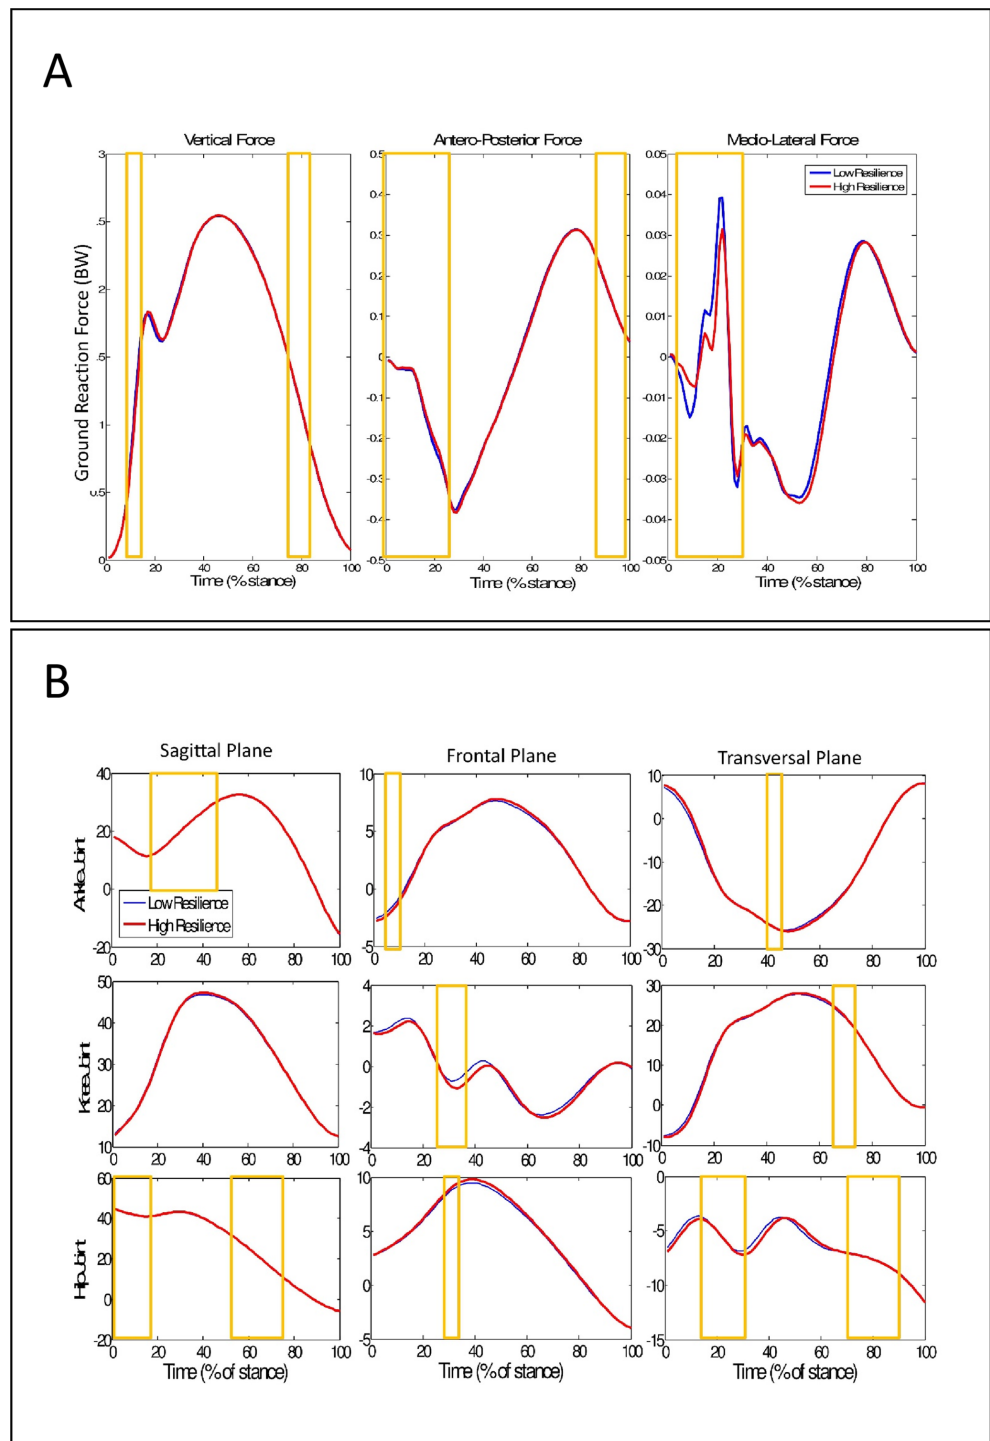 A
Vertical Force
Antero-Posterior Force
Medio-Lateral Force
Ground Reaction Force (BW)
3
.5
.5
1
0.5
0
0 20 40 60 80 100
Time (% stance)
0.5
0.4
0.3
0.2
0.1
0
-0.1
-0.2
-0.3
-0.4
-0.5
0 20 40 60 80 100
Time (% stance)
0.05
0.04
0.03
0.02
0.01
0
-0.01
-0.02
-0.03
-0.04
-0.05
Low Resilience
High Resilience
0 20 40 60 80 100
Time (% stance)
B
Sagittal Plane
Frontal Plane
Transversal Plane
Ankle Joint
40
20
0
-20
Low Resilience
High Resilience
0 20 40 60 80 100
10
5
0
-5
0 20 40 60 80 100
10
0
-10
-20
-30
0 20 40 60 80 100
Knee Joint
50
40
30
20
10
0 20 40 60 80 100
4
2
0
-2
-4
0 20 40 60 80 100
30
20
10
0
-10
0 20 40 60 80 100
Hip Joint
60
40
20
0
-20
0 20 40 60 80 100
Time (% of stance)
10
5
0
-5
0 20 40 60 80 100
Time (% of stance)
0
-5
-10
-15
0 20 40 60 80 100
Time (% of stance)